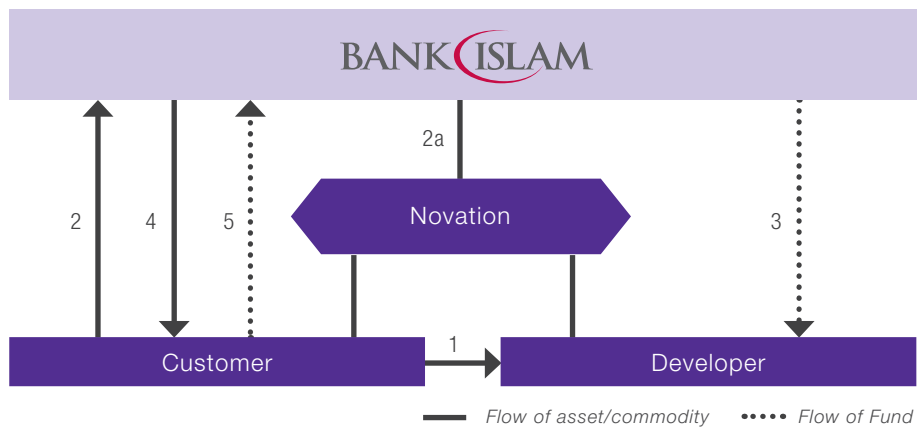 BANK ISLAM
2a
Novation
2
4
5
3
1
Customer
Developer
Flow of asset/commodity
Flow of Fund